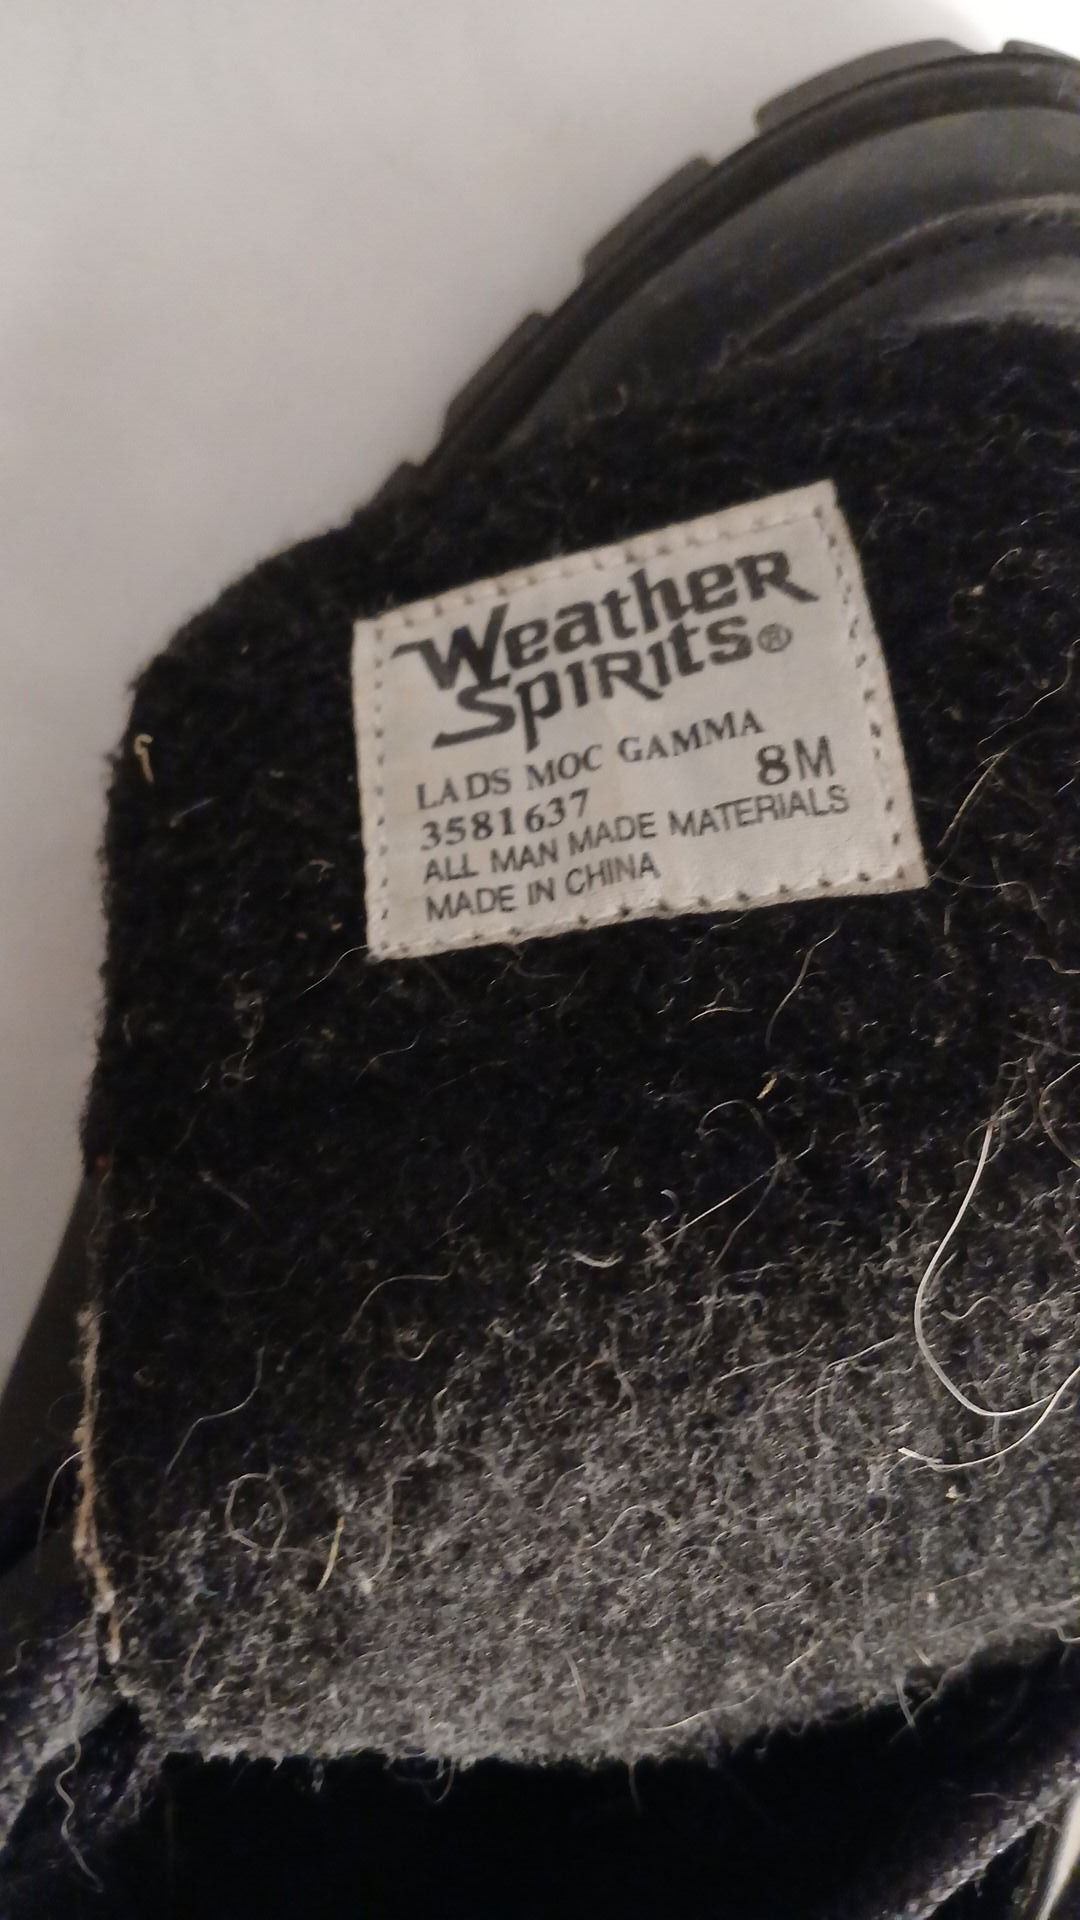 Weather
Spirits®
LADS MOC GAMMA
8M
3581637
ALL MAN MADE MATERIALS
MADE IN CHINA